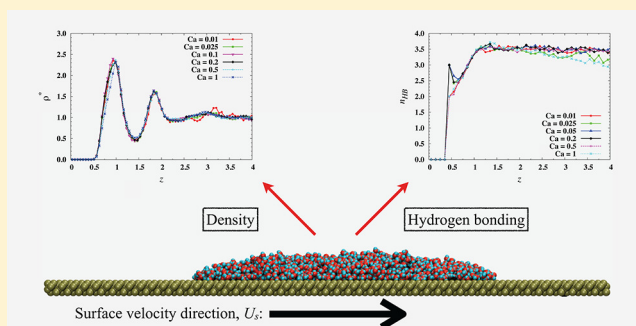 3.0
2.5
2.0
1.5
1.0
0.5
0.0
ρ*
Ca = 0.01
Ca = 0.025
Ca = 0.1
Ca = 0.2
Ca = 0.5
Ca = 1
0.0 0.5 1 1.5 2 2.5 3 3.5 4
z
4.0
3.5
3.0
2.5
2.0
1.5
1.0
0.5
0.0
nHB
Ca = 0.01
Ca = 0.025
Ca = 0.05
Ca = 0.2
Ca = 0.5
Ca = 1
0.0 0.5 1 1.5 2 2.5 3 3.5 4
z
Density
Hydrogen bonding
Surface velocity direction, Us: